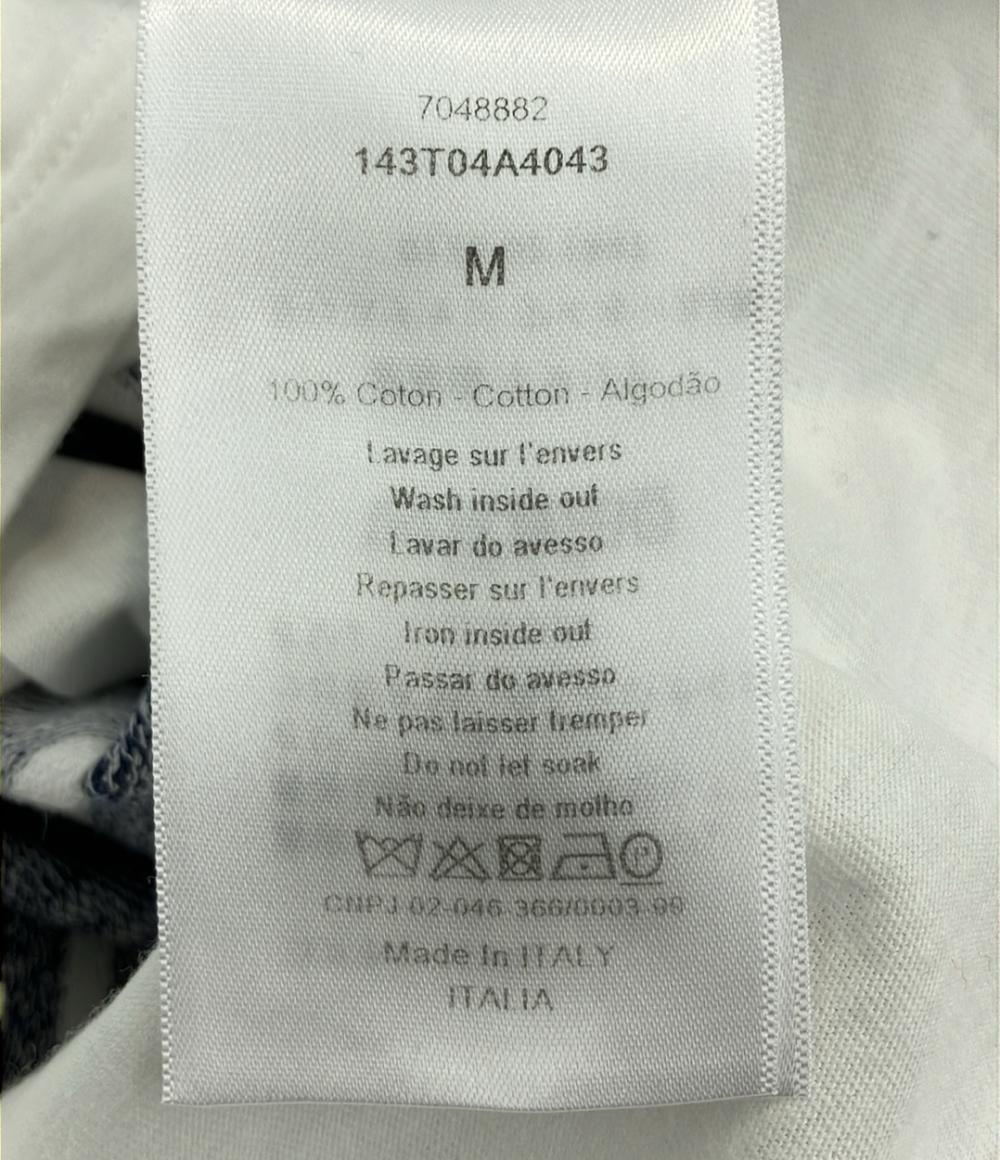 7048882
143T04A4043
M
100% Coton - Cotton - Algodão
Lavage sur l'envers
Wash inside out
Lavar do avesso
Repasser sur l'envers
Iron inside out
Passar do avesso
Ne pas laisser tremper
Do not let soak
Não deixe de molho
P
CNPJ 02-046-366/0003-99
Made In ITALY
ITALIA